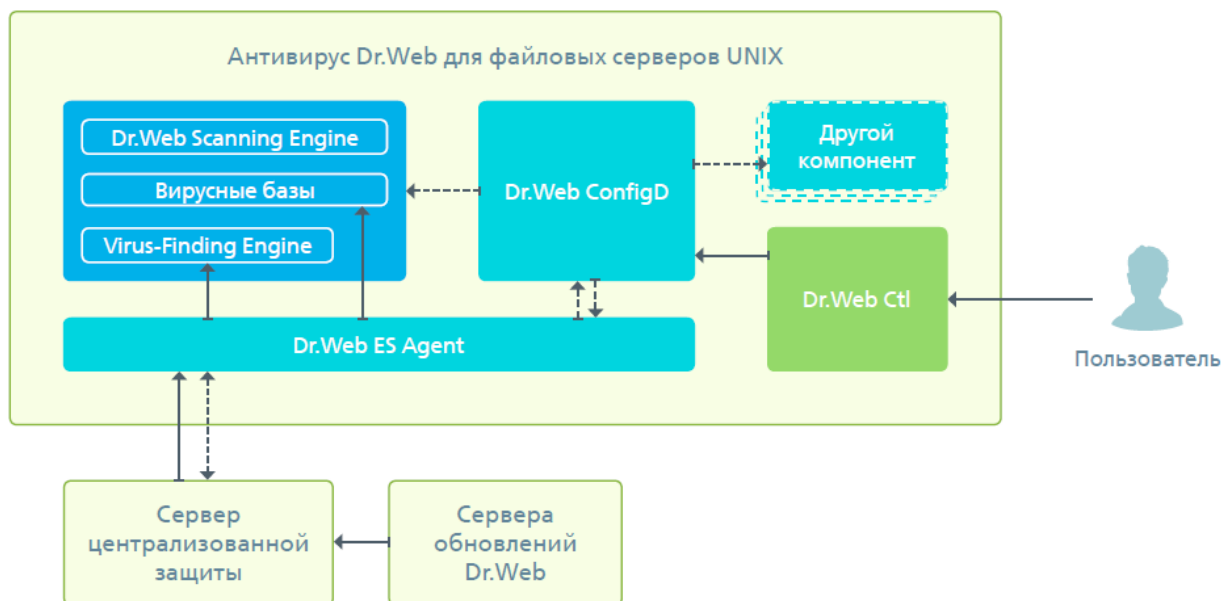 Антивирус Dr.Web для файловых серверов UNIX
Dr.Web Scanning Engine
Вирусные базы
Virus-Finding Engine
Dr.Web ConfigD
Другой
компонент
Dr.Web Ctl
Dr.Web ES Agent
Пользователь
Сервер
централизованной
защиты
Сервера
обновлений
Dr.Web